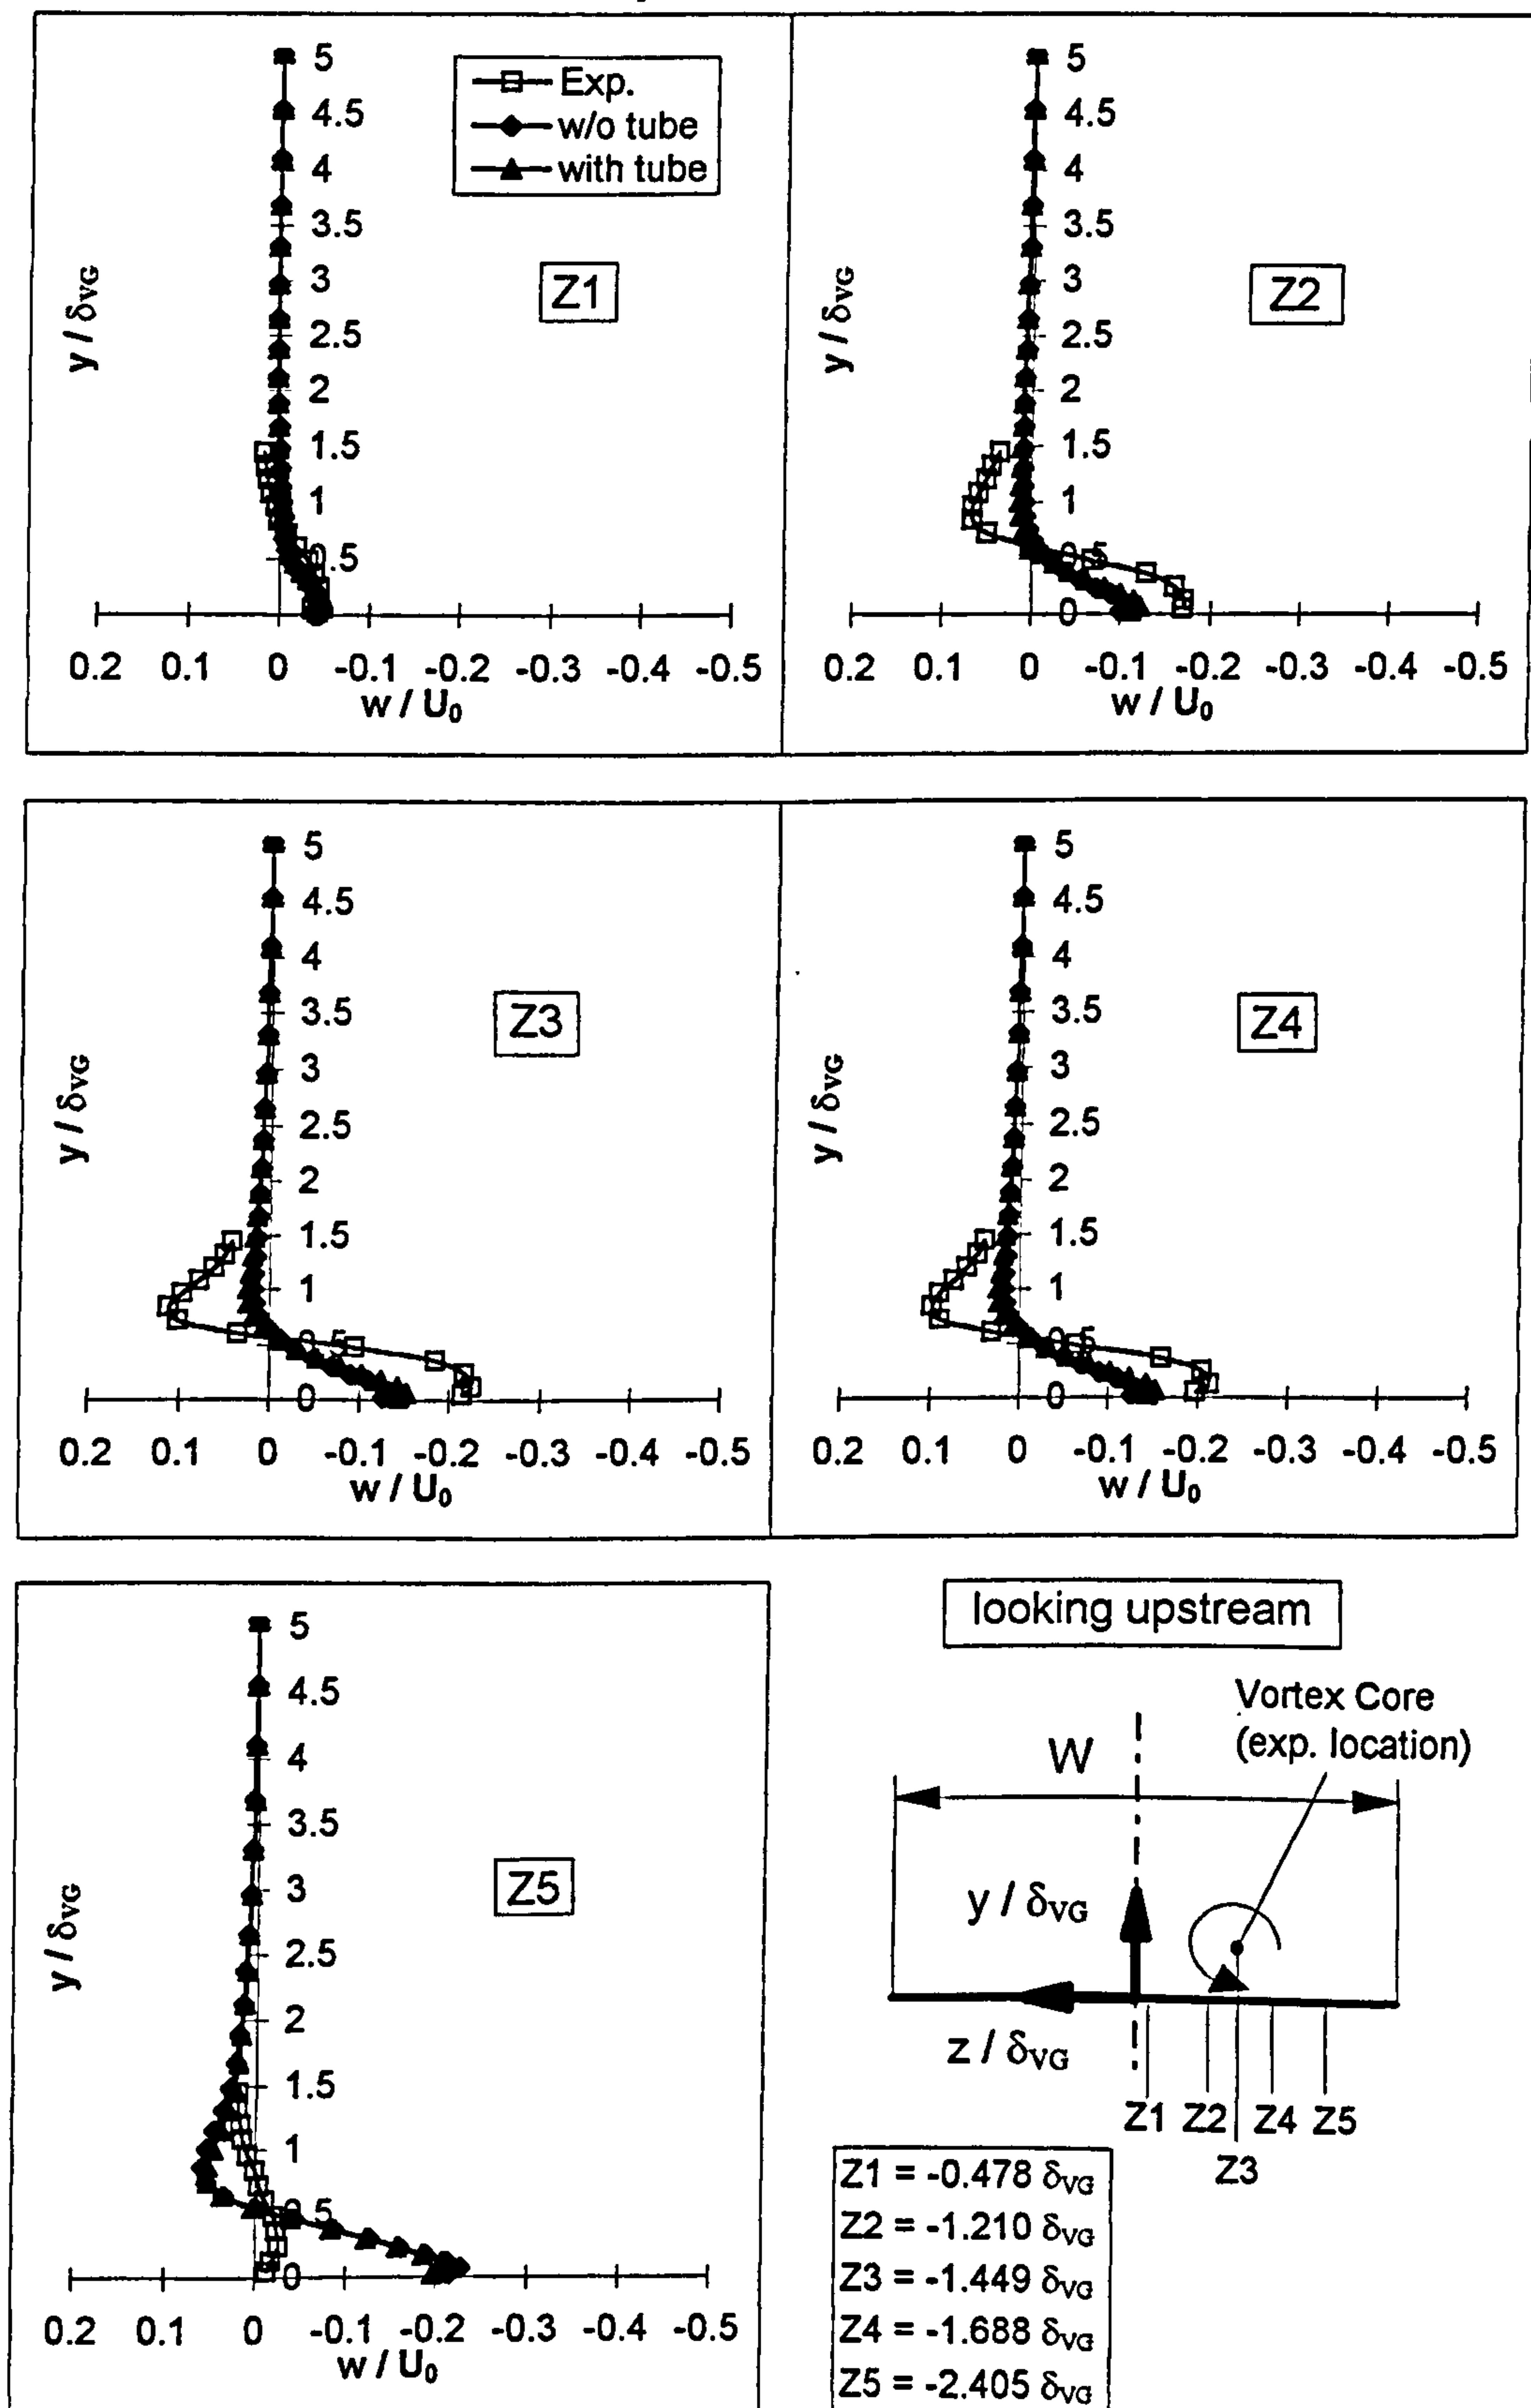 5
4.5
4
3.5
3
2.5
2
1.5
1
0.5
0
Exp.
w/o tube
with tube
Z1
y / δVG
0.2 0.1 0 -0.1 -0.2 -0.3 -0.4 -0.5
w / U₀
5
4.5
4
3.5
3
2.5
2
1.5
1
0.5
0
Z2
y / δVG
0.2 0.1 0 -0.1 -0.2 -0.3 -0.4 -0.5
w / U₀
5
4.5
4
3.5
3
2.5
2
1.5
1
0.5
0
Z3
y / δVG
0.2 0.1 0 -0.1 -0.2 -0.3 -0.4 -0.5
w / U₀
5
4.5
4
3.5
3
2.5
2
1.5
1
0.5
0
Z4
y / δVG
0.2 0.1 0 -0.1 -0.2 -0.3 -0.4 -0.5
w / U₀
5
4.5
4
3.5
3
2.5
2
1.5
1
0.5
0
Z5
y / δVG
0.2 0.1 0 -0.1 -0.2 -0.3 -0.4 -0.5
w / U₀
looking upstream
Vortex Core
(exp. location)
W
y / δVG
z / δVG
Z1 Z2 Z4 Z5
Z3
Z1 = -0.478 δVG
Z2 = -1.210 δVG
Z3 = -1.449 δVG
Z4 = -1.688 δVG
Z5 = -2.405 δVG